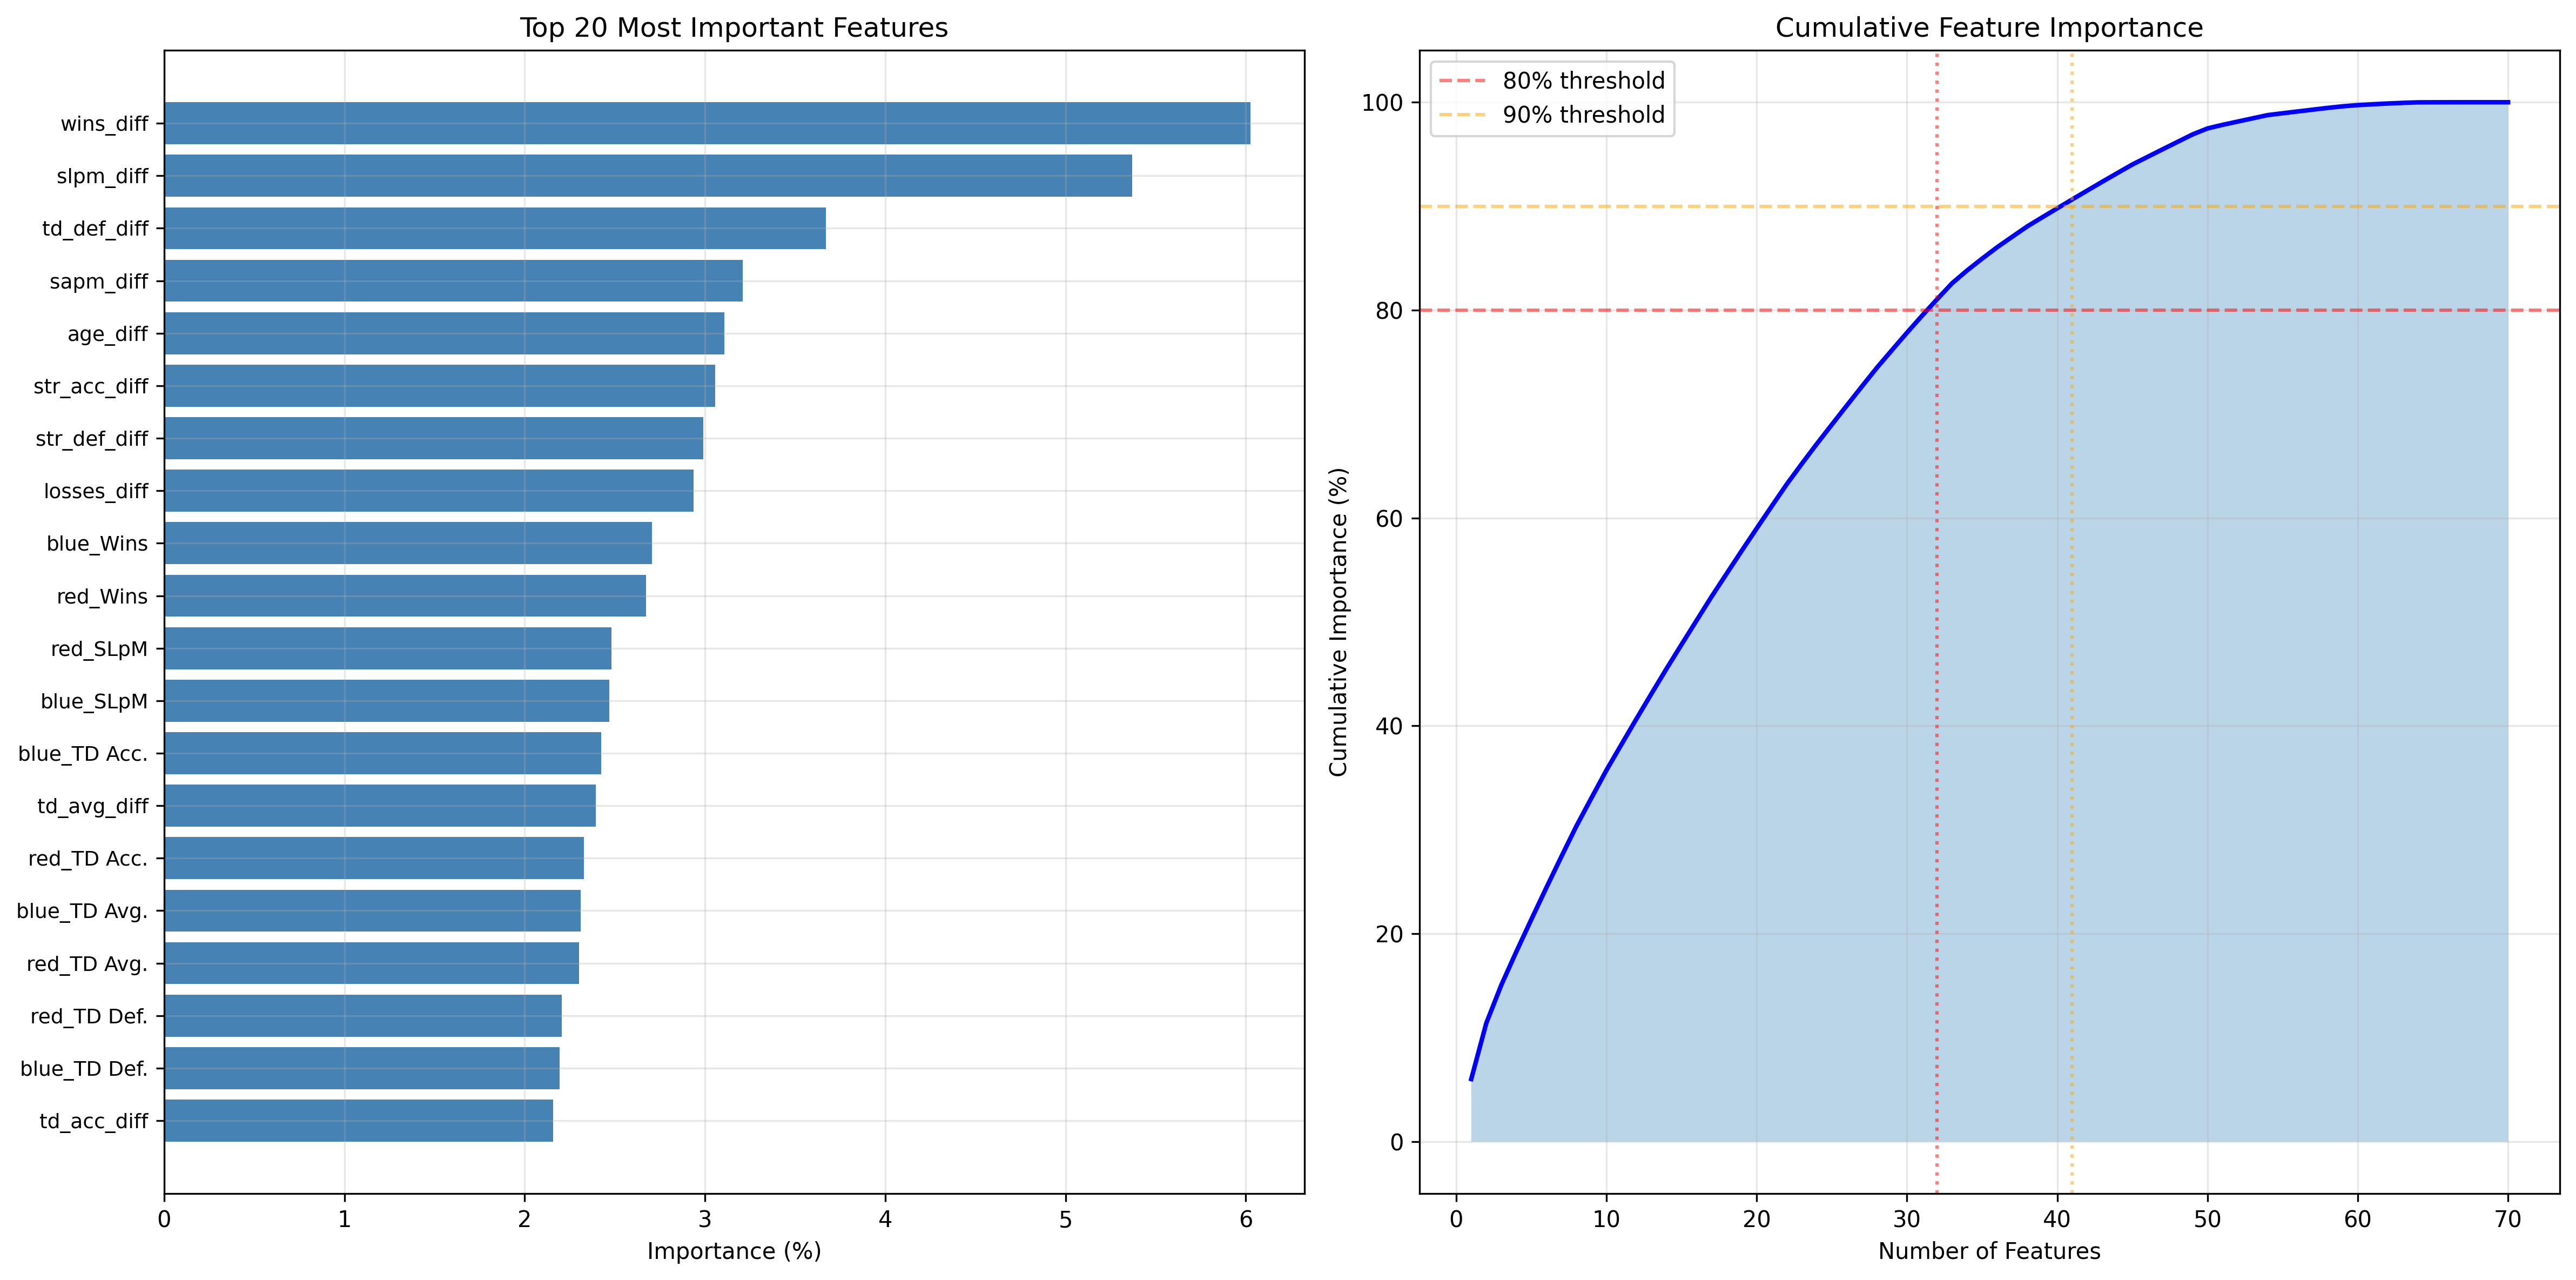 Top 20 Most Important Features
wins_diff
slpm_diff
td_def_diff
sapm_diff
age_diff
str_acc_diff
str_def_diff
losses_diff
blue_Wins
red_Wins
red_SLpM
blue_SLpM
blue_TD Acc.
td_avg_diff
red_TD Acc.
blue_TD Avg.
red_TD Avg.
red_TD Def.
blue_TD Def.
td_acc_diff
0 1 2 3 4 5 6
Importance (%)
Cumulative Feature Importance
80% threshold
90% threshold
100
80
60
40
20
0
Cumulative Importance (%)
0 10 20 30 40 50 60 70
Number of Features